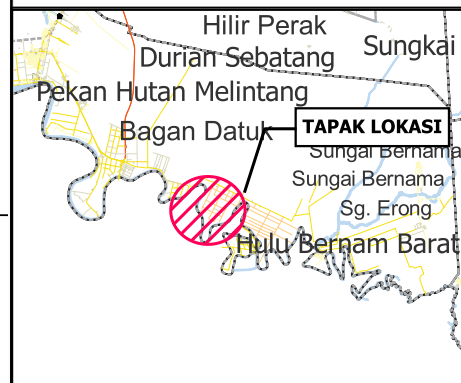 Hilir Perak
Sungkai
Durian Sebatang
Pekan Hutan Melintang
Bagan Datuk
TAPAK LOKASI
Sungai Bernama
Sungai Bernama
Sg. Erong
Hulu Bernam Barat